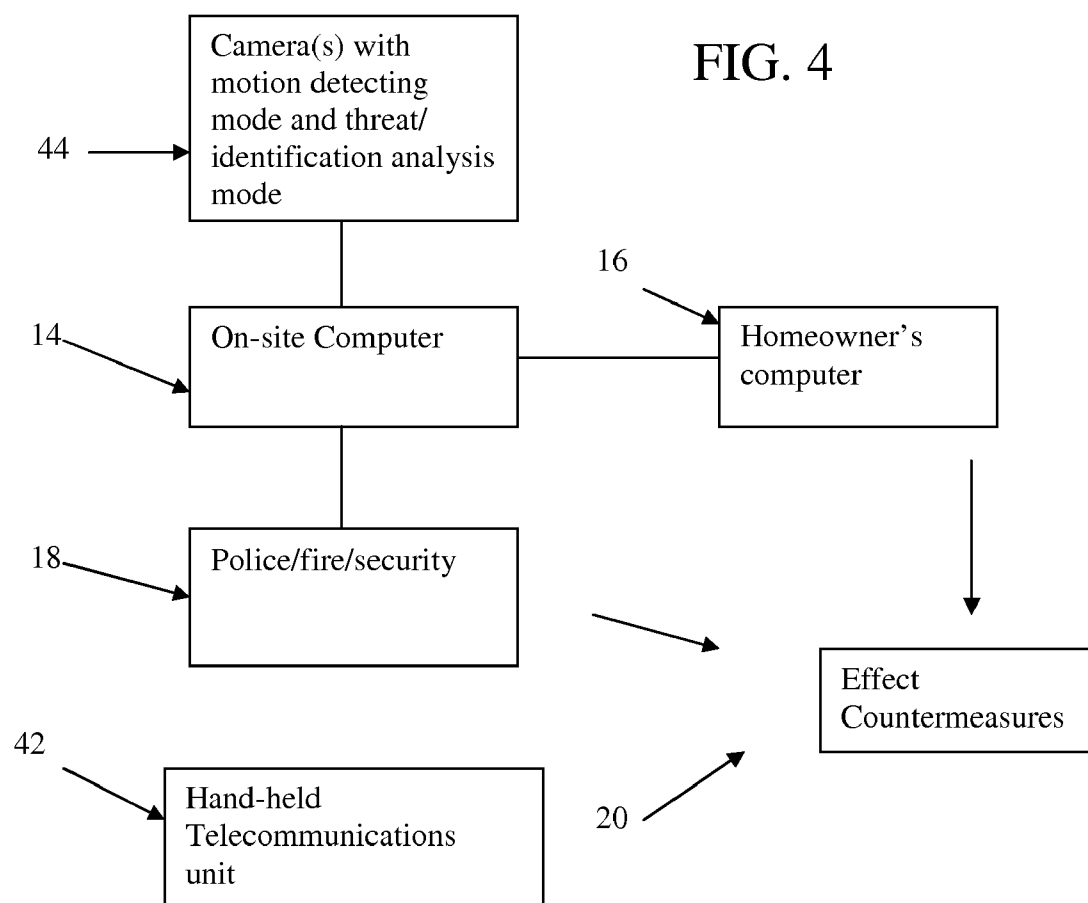 FIG. 4
Camera(s) with
motion detecting
mode and threat/
identification analysis
mode
44
16
14
On-site Computer
Homeowner’s
computer
18
Police/fire/security
Effect
Countermeasures
42
Hand-held
Telecommunications
unit
20